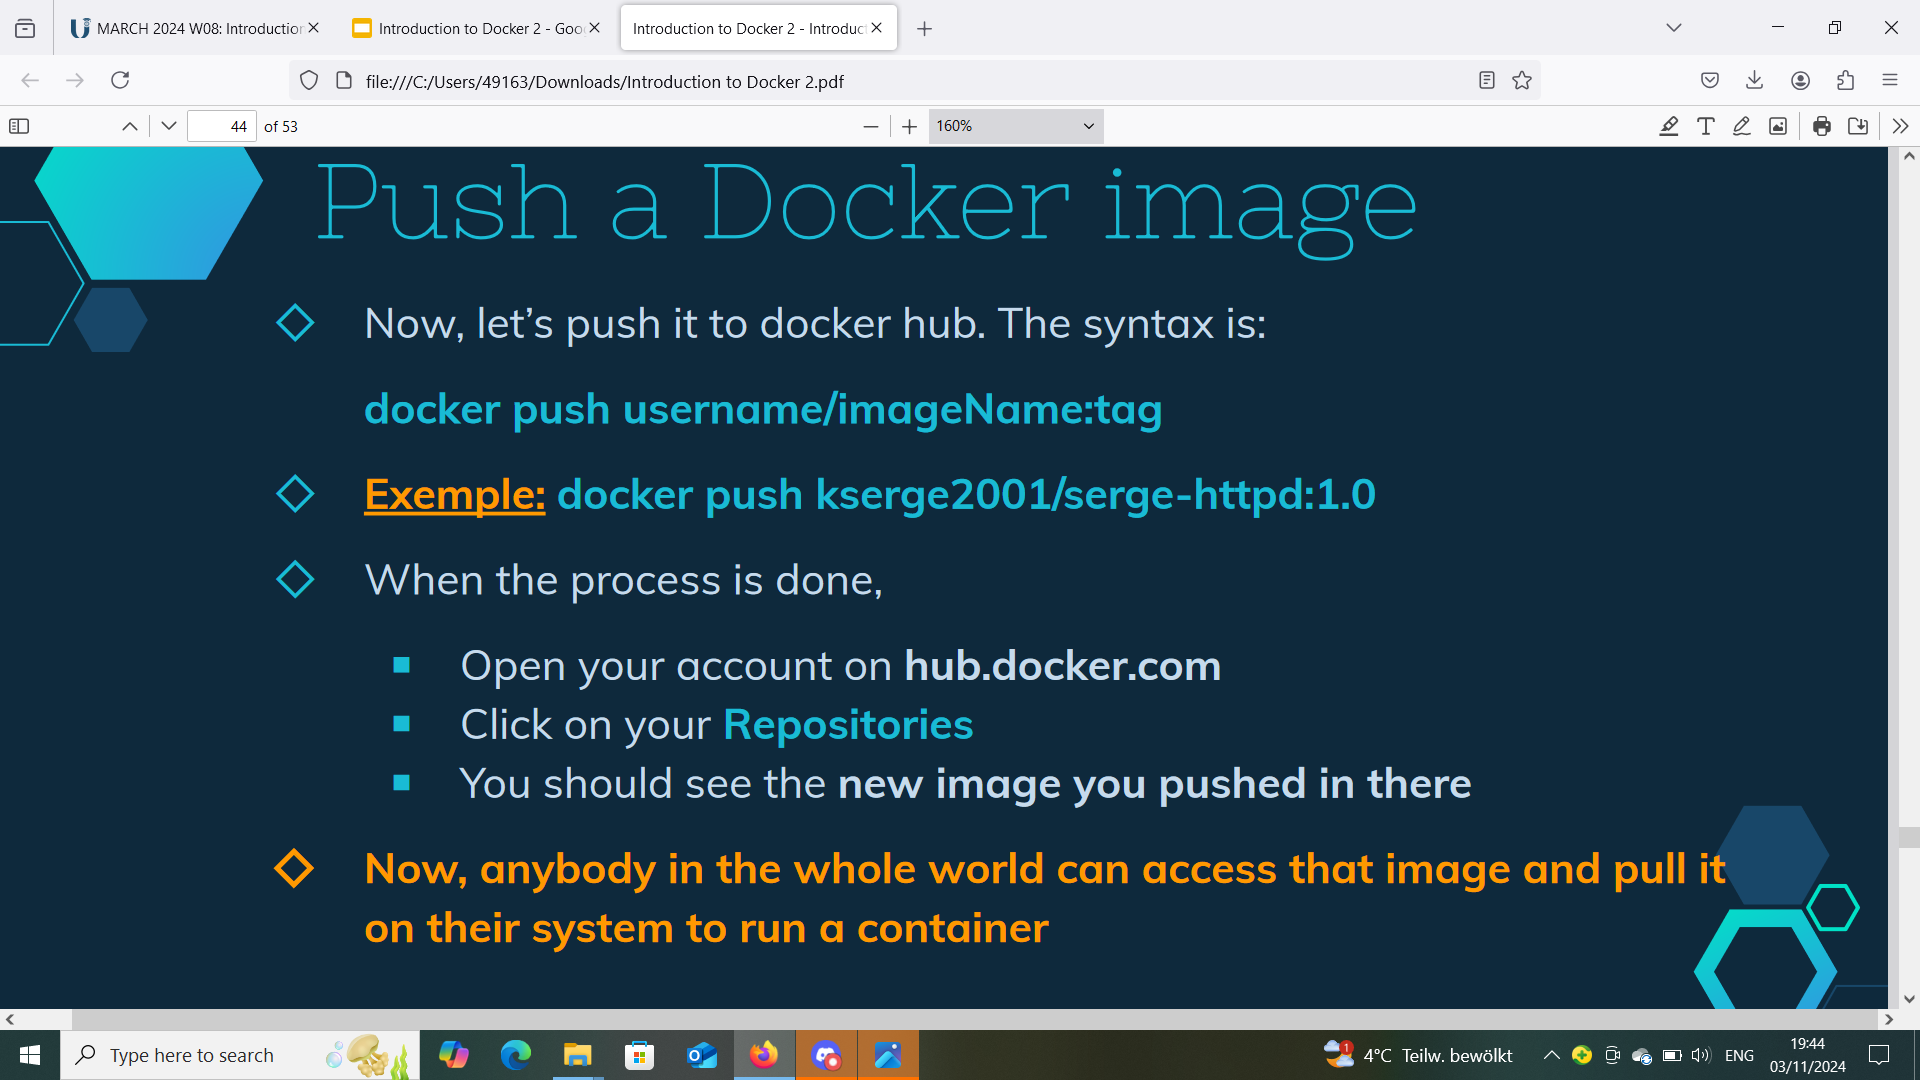 MARCH 2024 W08: Introduction
Introduction to Docker 2 - Goo
Introduction to Docker 2 - Introduc
file:///C:/Users/49163/Downloads/Introduction to Docker 2.pdf
44 of 53
160%
Push a Docker image
Now, let’s push it to docker hub. The syntax is:
docker push username/imageName:tag
Exemple: docker push kserge2001/serge-httpd:1.0
When the process is done,
Open your account on hub.docker.com
Click on your Repositories
You should see the new image you pushed in there
Now, anybody in the whole world can access that image and pull it
on their system to run a container
Type here to search
1
4°C Teilw. bewölkt
ENG
19:44
03/11/2024